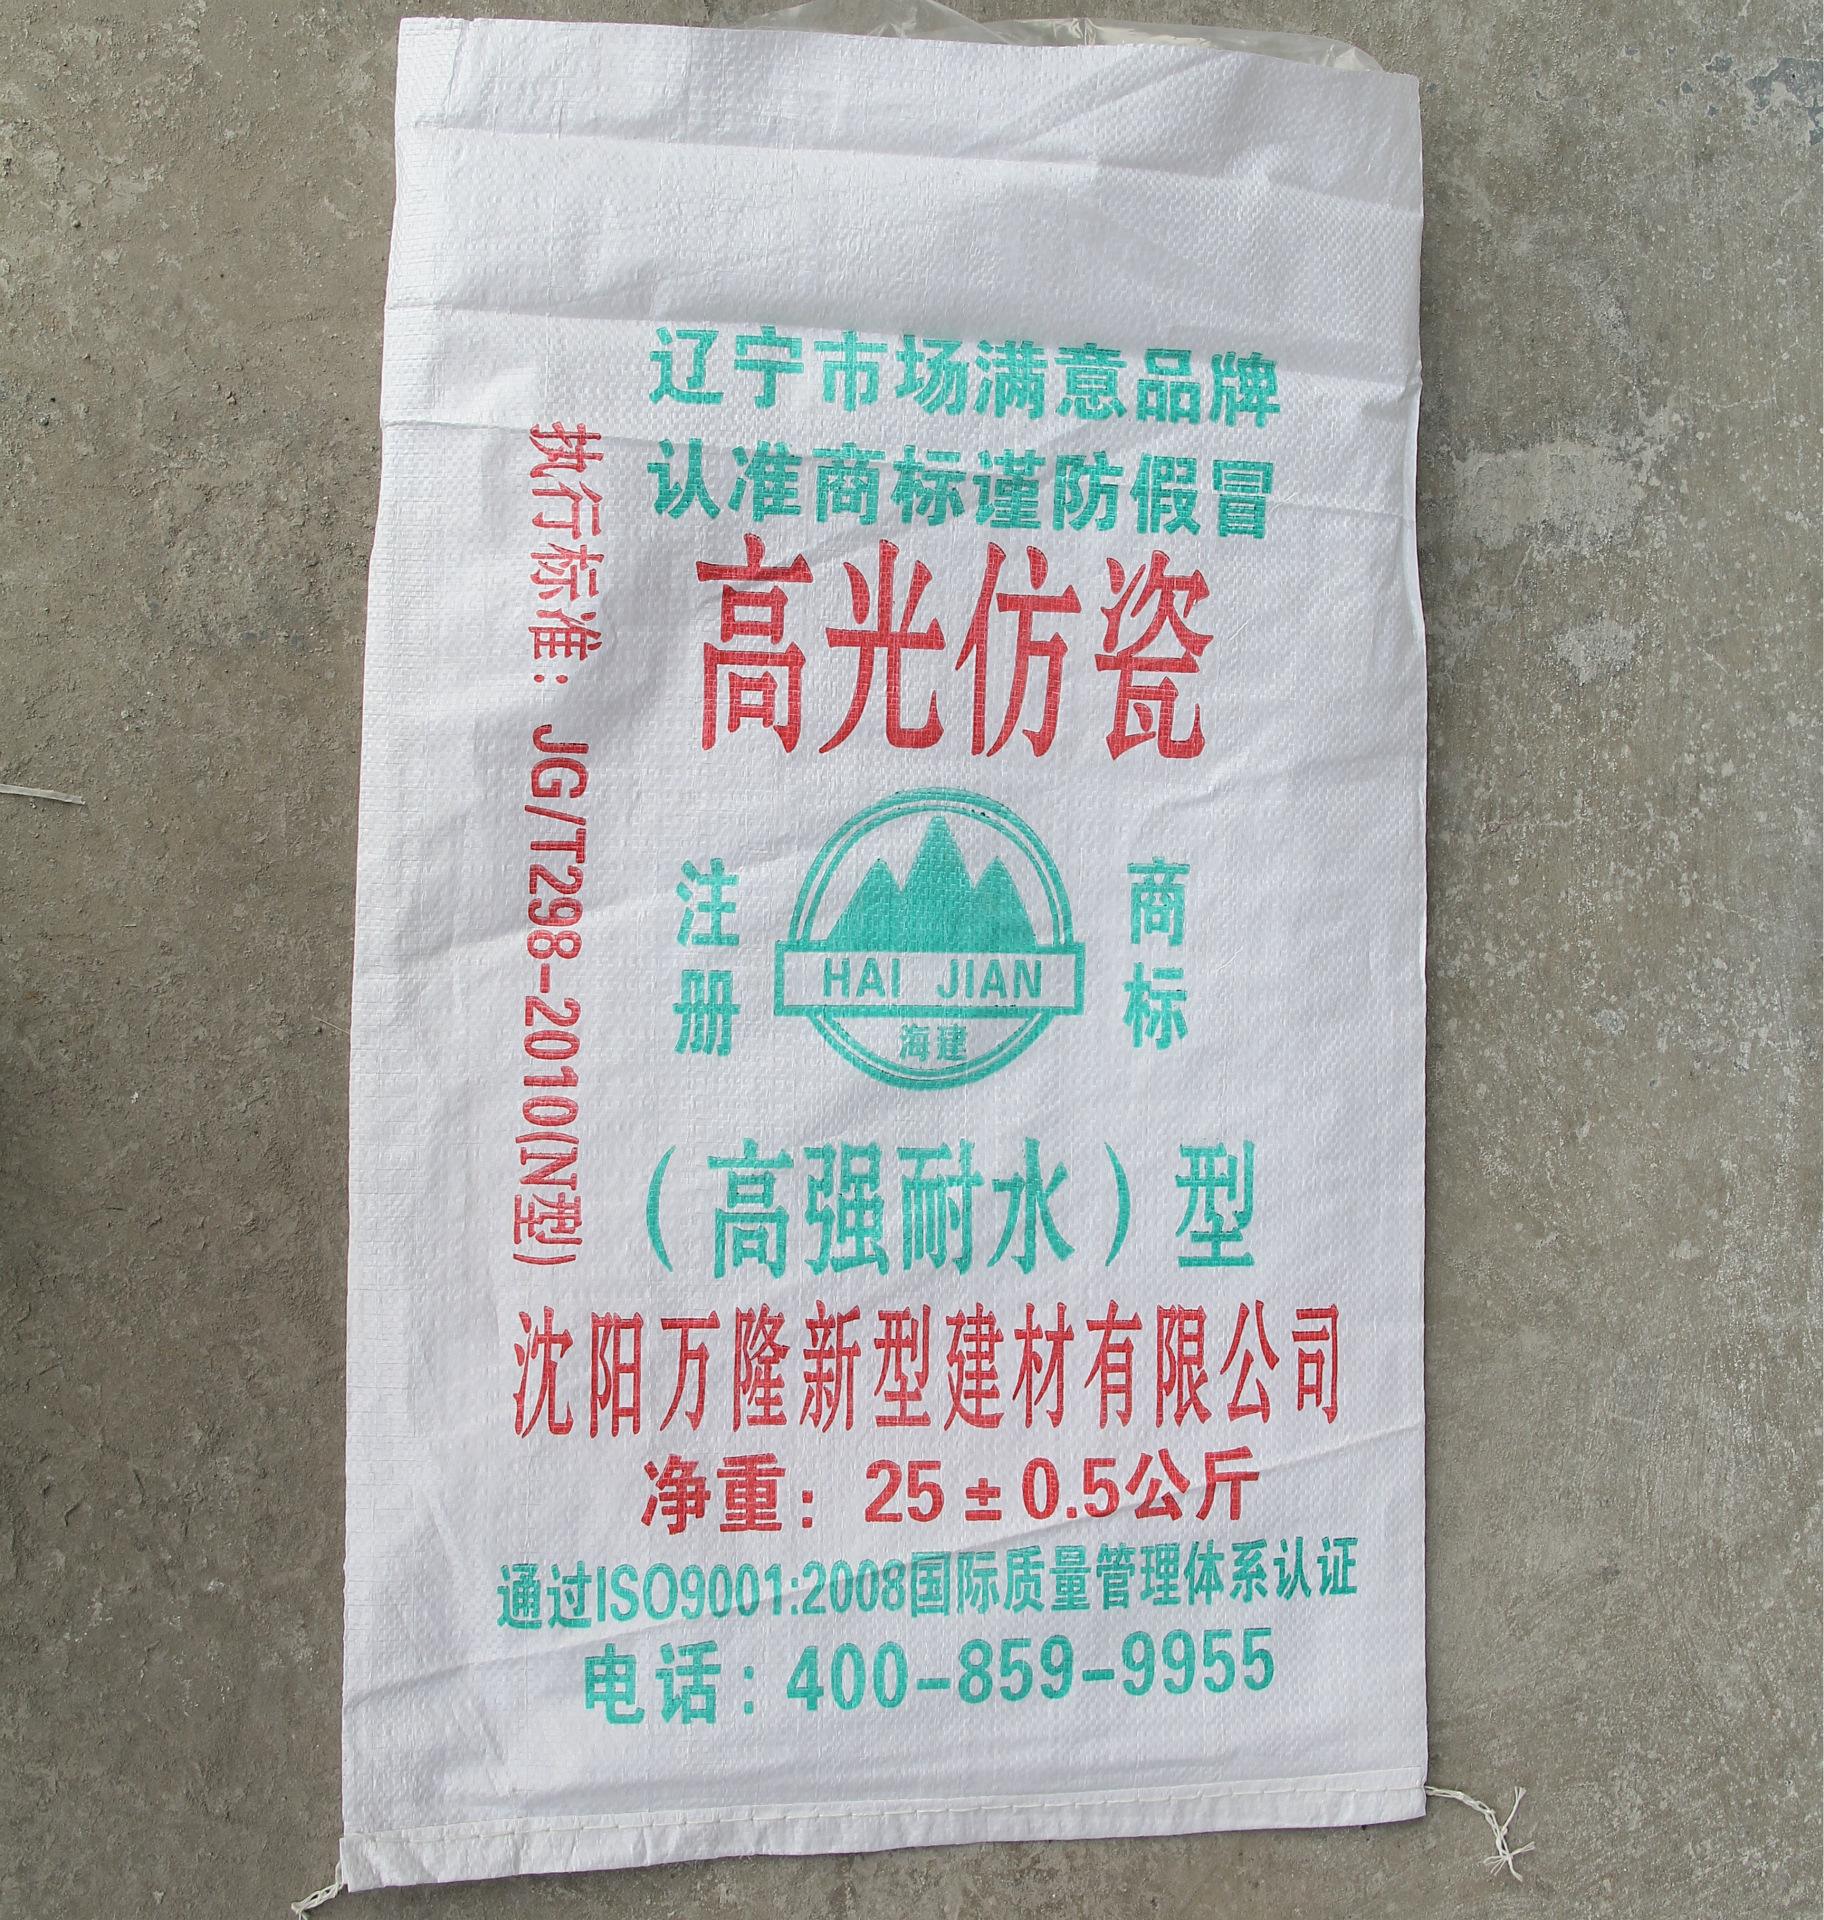 辽宁市场满意品牌
认准商标谨防假冒
高光仿瓷
执行标准：JG/T298-2010(N型)
注册
商标
HAI JIAN
海建
（高强耐水）型
沈阳万隆新型建材有限公司
净重：25±0.5公斤
通过ISO9001:2008国际质量管理体系认证
电话：400-859-9955